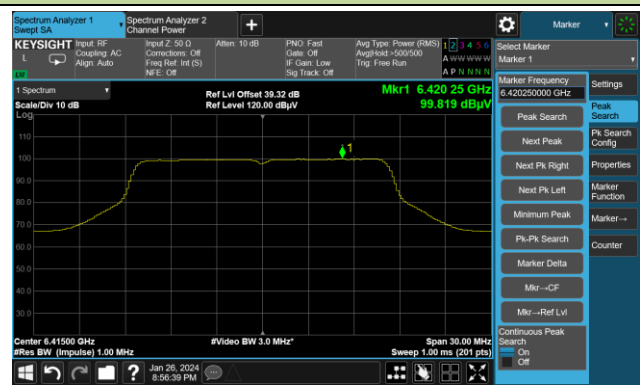 Spectrum Analyzer 1
Swept SA
Spectrum Analyzer 2
Channel Power
+
Marker
KEYSIGHT
L
Input: RF
Coupling: AC
Align: Auto
Input Z: 50 Ω
Corrections: Off
Freq Ref: Int (S)
NFE: Off
Atten: 10 dB
PNO: Fast
Gate: Off
IF Gain: Low
Sig Track: Off
Avg Type: Power (RMS)
Avg|Hold:>500/500
Trig: Free Run
1 2 3 4 5 6
A W W W W W
A P N N N N
Select Marker
Marker 1
1 Spectrum
Scale/Div 10 dB
Log
Ref Lvl Offset 39.32 dB
Ref Level 120.00 dBµV
Mkr1 6.420 25 GHz
99.819 dBµV
110
100
90.0
80.0
70.0
60.0
50.0
40.0
30.0
1
Center 6.41500 GHz
#Res BW (Impulse) 1.00 MHz
#Video BW 3.0 MHz*
Span 30.00 MHz
Sweep 1.00 ms (201 pts)
Marker Frequency
6.420250000 GHz
Peak Search
Next Peak
Next Pk Right
Next Pk Left
Minimum Peak
Pk-Pk Search
Marker Delta
Mkr→CF
Mkr→Ref Lvl
Continuous Peak
Search
On
Off
Settings
Peak
Search
Pk Search
Config
Properties
Marker
Function
Marker→
Counter
?
Jan 26, 2024
8:56:39 PM